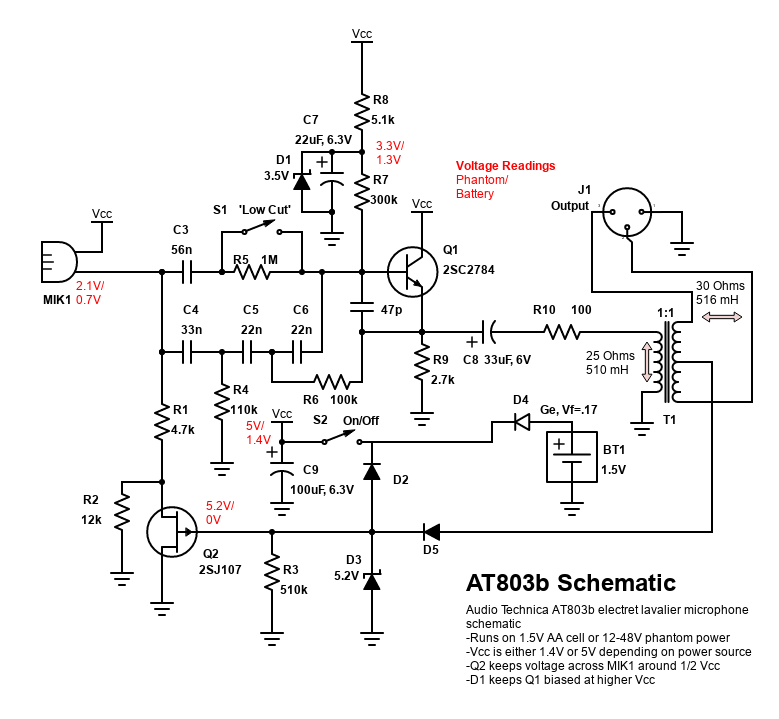 Vcc
R8
5.1k
C7
22uF, 6.3V
3.3V/
1.3V
D1
3.5V
R7
300k
Voltage Readings
Phantom/
Battery
J1
Output
S1 'Low Cut'
Vcc
Vcc
C3
56n
R5 1M
Q1
2SC2784
MIK1
2.1V/
0.7V
30 Ohms
516 mH
C4
33n
C5
22n
C6
22n
47p
R10 100
1:1
C8 33uF, 6V
R9
2.7k
25 Ohms
510 mH
R4
110k
R6 100k
R1
4.7k
Vcc
5V/
1.4V
S2 On/Off
D4
Ge, Vf=.17
T1
BT1
1.5V
C9
100uF, 6.3V
D2
R2
12k
5.2V/
0V
Q2
2SJ107
R3
510k
D3
5.2V
D5
AT803b Schematic
Audio Technica AT803b electret lavalier microphone
schematic
-Runs on 1.5V AA cell or 12-48V phantom power
-Vcc is either 1.4V or 5V depending on power source
-Q2 keeps voltage across MIK1 around 1/2 Vcc
-D1 keeps Q1 biased at higher Vcc